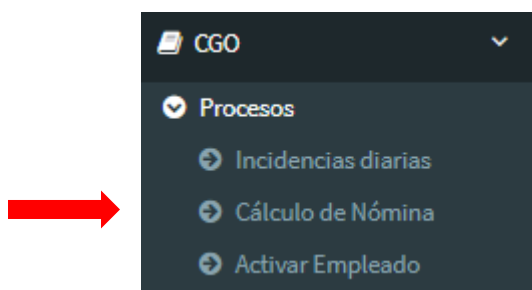 CGO
Procesos
Incidencias diarias
Cálculo de Nómina
Activar Empleado